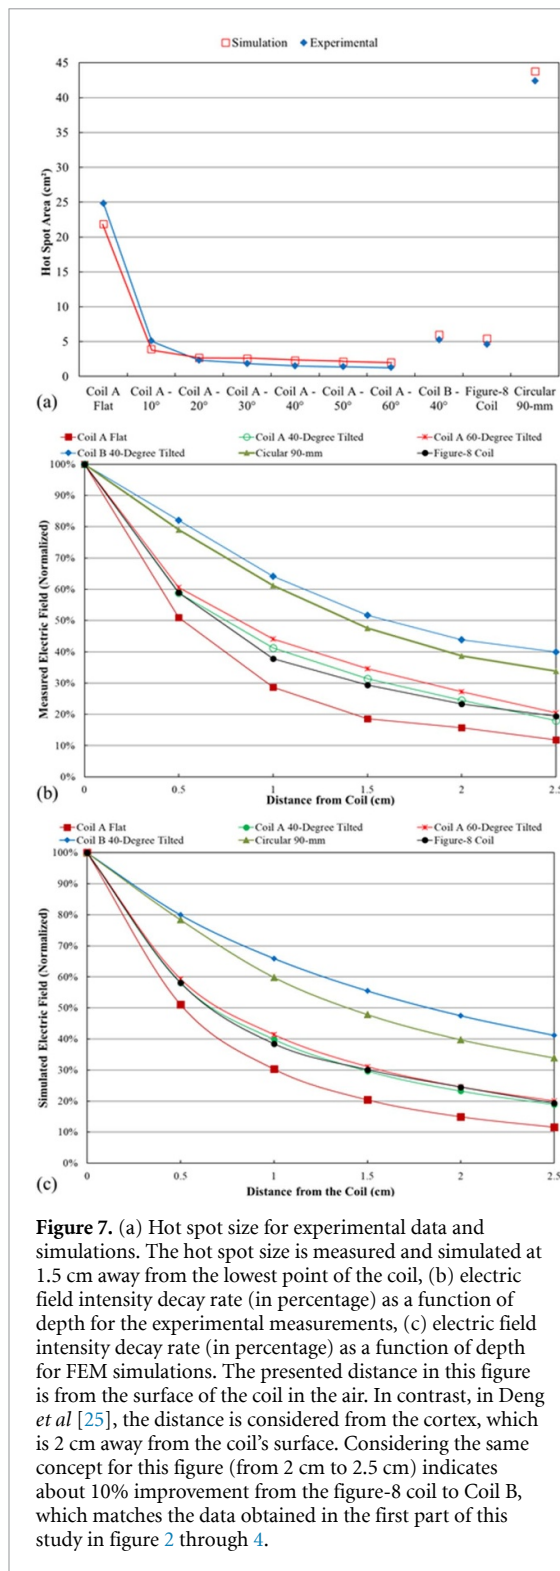 Simulation Experimental
45
40
35
30
25
20
15
10
5
0
Hot Spot Area (cm²)
Coil A Coil A - Coil A - Coil A - Coil A - Coil A - Coil A - Coil B - Figure-8 Circular
Flat 10° 20° 30° 40° 50° 60° 40° Coil 90-mm
(a)
Coil A Flat Coil A 40-Degree Tilted Coil A 60-Degree Tilted
Coil B 40-Degree Tilted Circular 90-mm Figure-8 Coil
100%
90%
80%
70%
60%
50%
40%
30%
20%
10%
0%
Measured Electric Field (Normalized)
0 0.5 1 1.5 2 2.5
Distance from Coil (cm)
(b)
Coil A Flat Coil A 40-Degree Tilted Coil A 60-Degree Tilted
Coil B 40-Degree Tilted Circular 90-mm Figure-8 Coil
100%
90%
80%
70%
60%
50%
40%
30%
20%
10%
0%
Simulated Electric Field (Normalized)
0 0.5 1 1.5 2 2.5
Distance from the Coil (cm)
(c)
Figure 7. (a) Hot spot size for experimental data and
simulations. The hot spot size is measured and simulated at
1.5 cm away from the lowest point of the coil, (b) electric
field intensity decay rate (in percentage) as a function of
depth for the experimental measurements, (c) electric field
intensity decay rate (in percentage) as a function of depth
for FEM simulations. The presented distance in this figure
is from the surface of the coil in the air. In contrast, in Deng
et al [25], the distance is considered from the cortex, which
is 2 cm away from the coil's surface. Considering the same
concept for this figure (from 2 cm to 2.5 cm) indicates
about 10% improvement from the figure-8 coil to Coil B,
which matches the data obtained in the first part of this
study in figure 2 through 4.